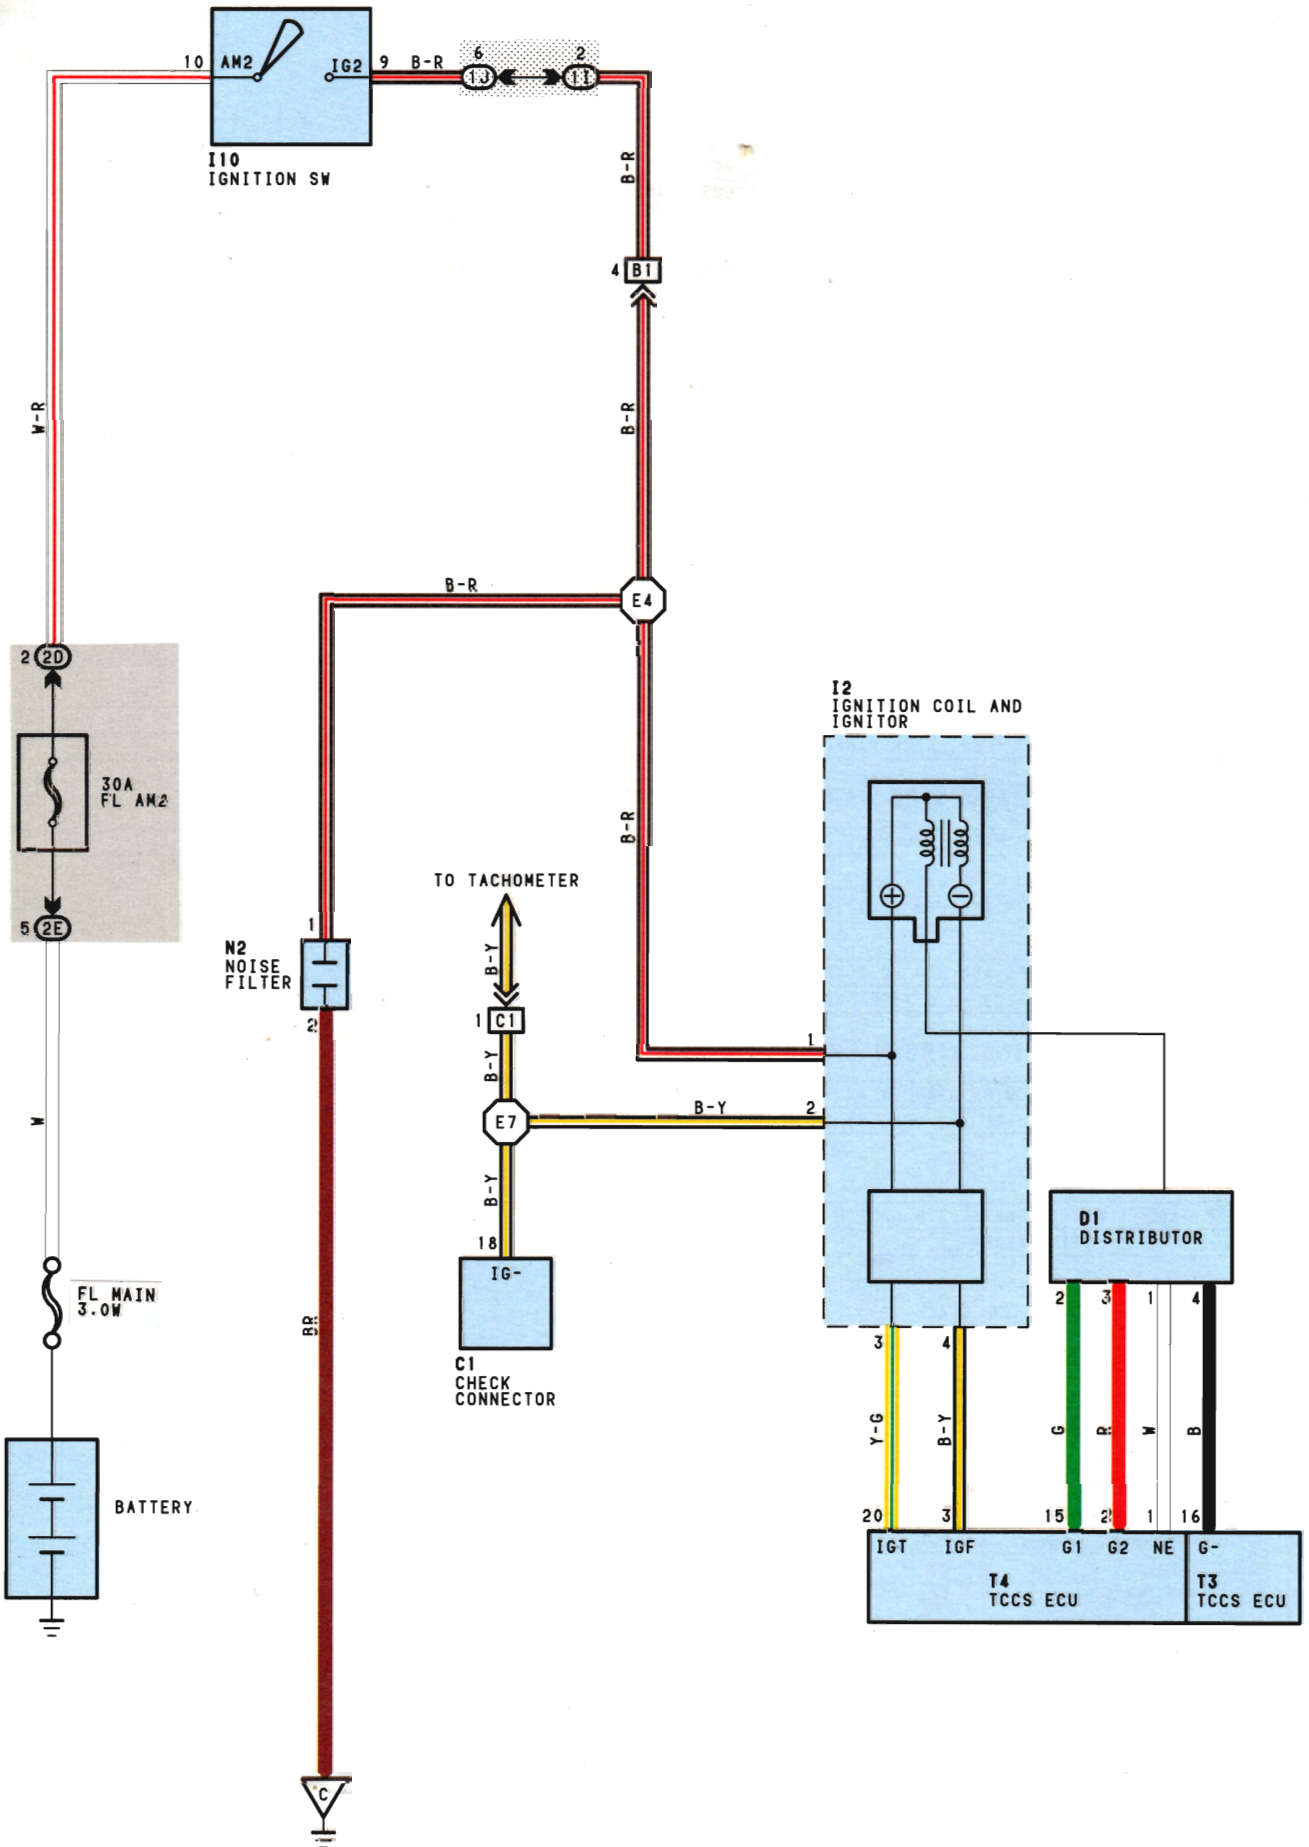 10
AM2
IG2
9
B-R
6
1J
2
1I
I10
IGNITION SW
B-R
4
B1
W-R
B-R
B-R
E4
2
2D
30A
FL AM2
5
2E
I2
IGNITION COIL AND
IGNITOR
B-R
TO TACHOMETER
B-Y
1
N2
NOISE
FILTER
2
1
C1
B-Y
1
E7
B-Y
2
W
B-Y
18
IG-
C1
CHECK
CONNECTOR
FL MAIN
3.0W
BR
D1
DISTRIBUTOR
2
3
1
4
3
4
Y-G
B-Y
G
R
W
B
BATTERY
20
3
15
2
1
16
IGT
IGF
G1
G2
NE
G-
T4
TCCS ECU
T3
TCCS ECU
C